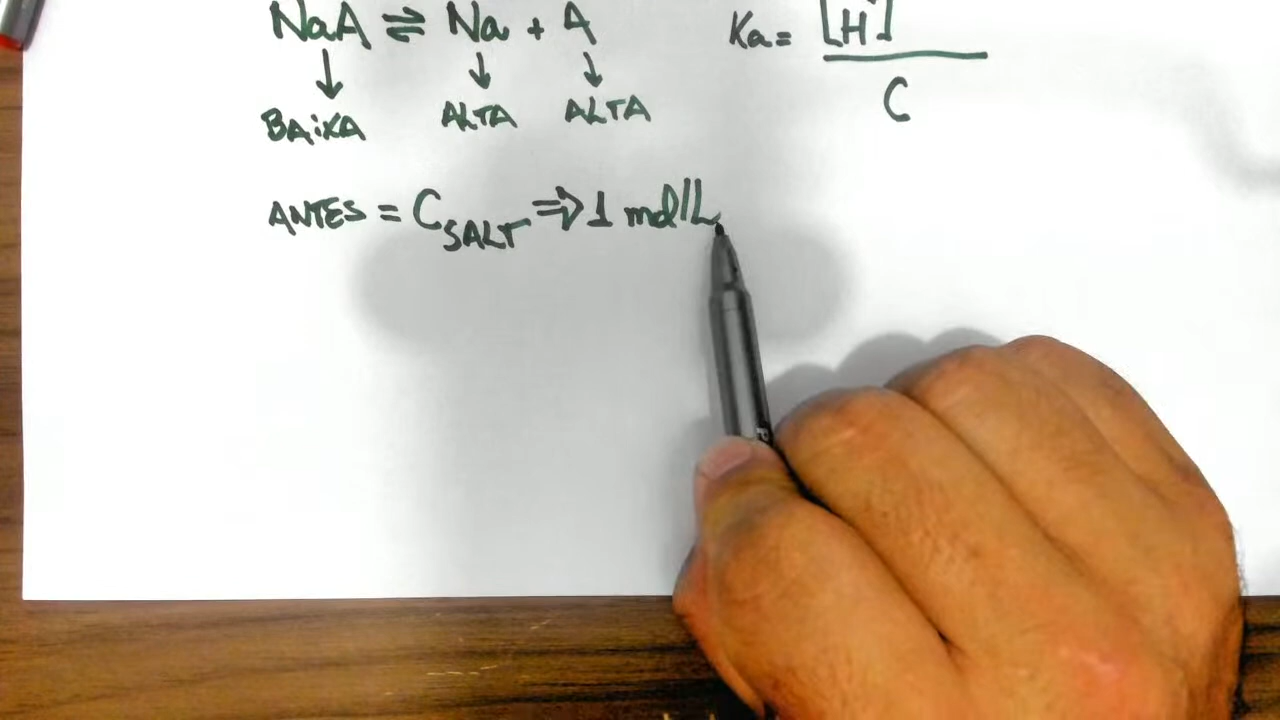 NaA ⇌ Na + A
↓ ↓ ↓
BAIXA ALTA ALTA
Ka = [H⁺]
C
ANTES = C SALT ⇒ 1 mol/L